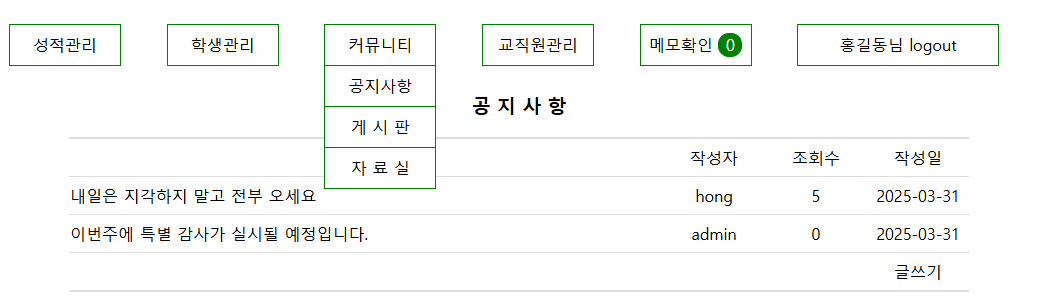 성적관리 학생관리 커뮤니티 교직원관리 메모확인 0 홍길동님 logout
공지사항
게 시 판
자 료 실
공 지 사 항
작성자 조회수 작성일
내일은 지각하지 말고 전부 오세요 hong 5 2025-03-31
이번주에 특별 감사가 실시될 예정입니다. admin 0 2025-03-31
글쓰기